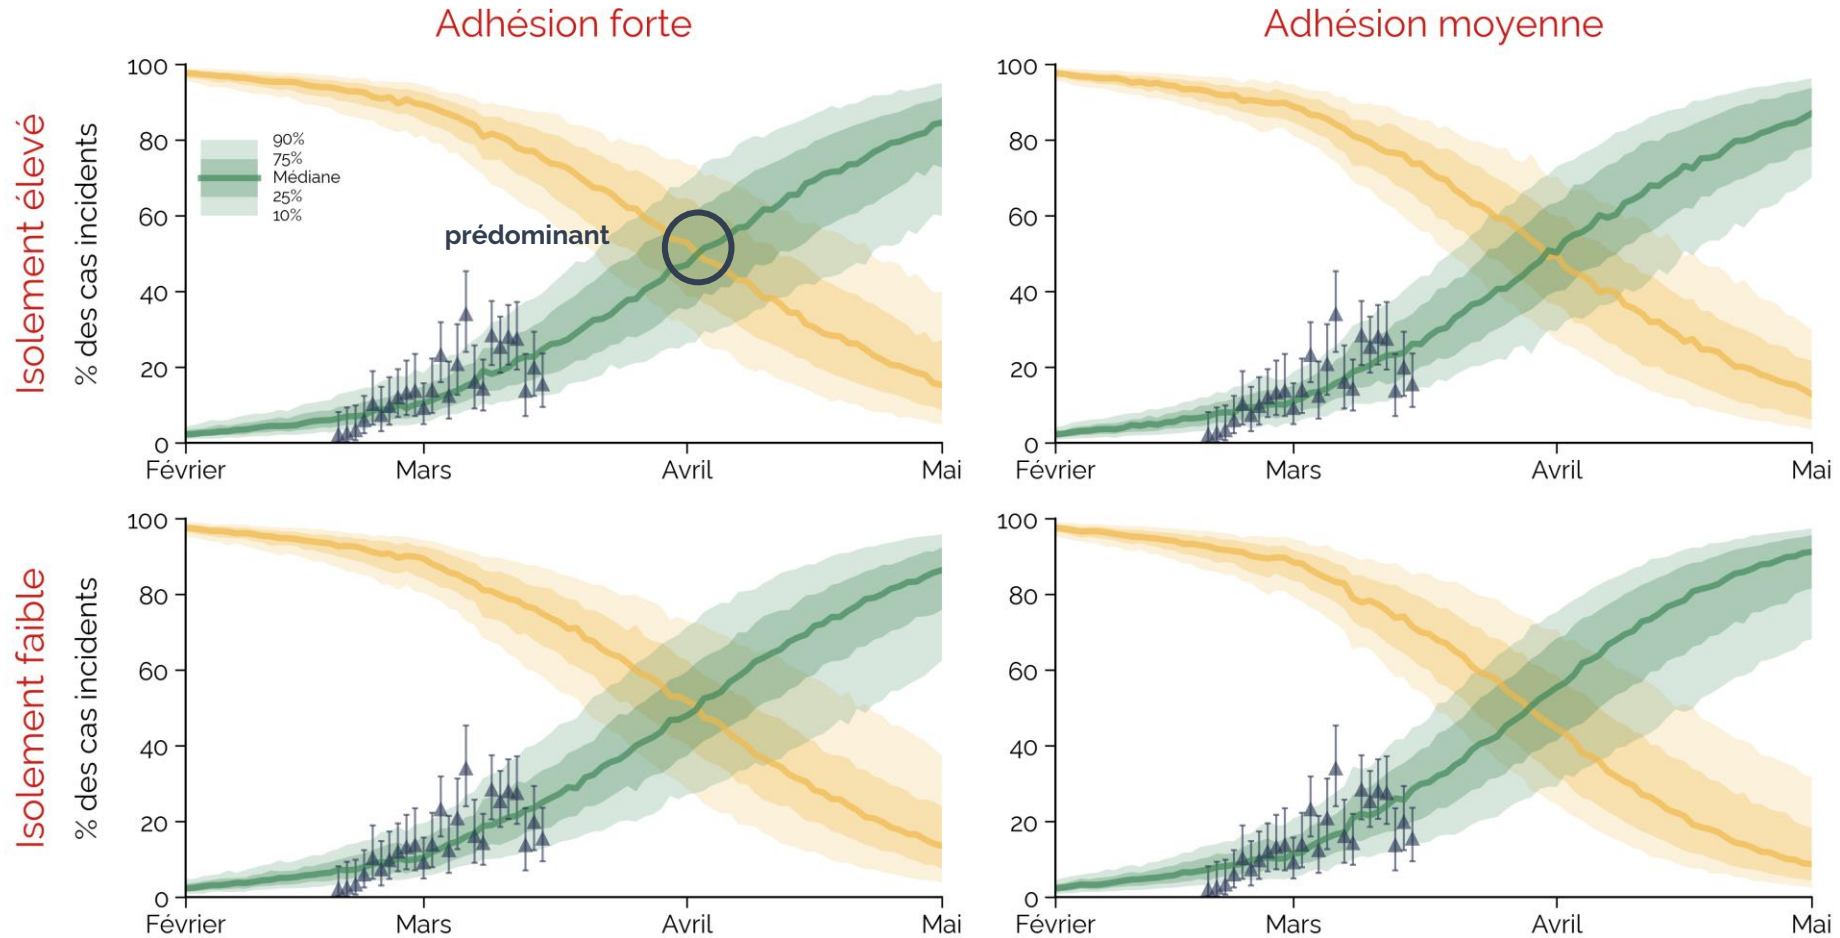 Adhésion forte
Adhésion moyenne
Isolement élevé
% des cas incidents
100
80
60
40
20
0
90%
75%
Médiane
25%
10%
prédominant
Février
Mars
Avril
Mai
100
80
60
40
20
0
Février
Mars
Avril
Mai
Isolement faible
% des cas incidents
100
80
60
40
20
0
Février
Mars
Avril
Mai
100
80
60
40
20
0
Février
Mars
Avril
Mai